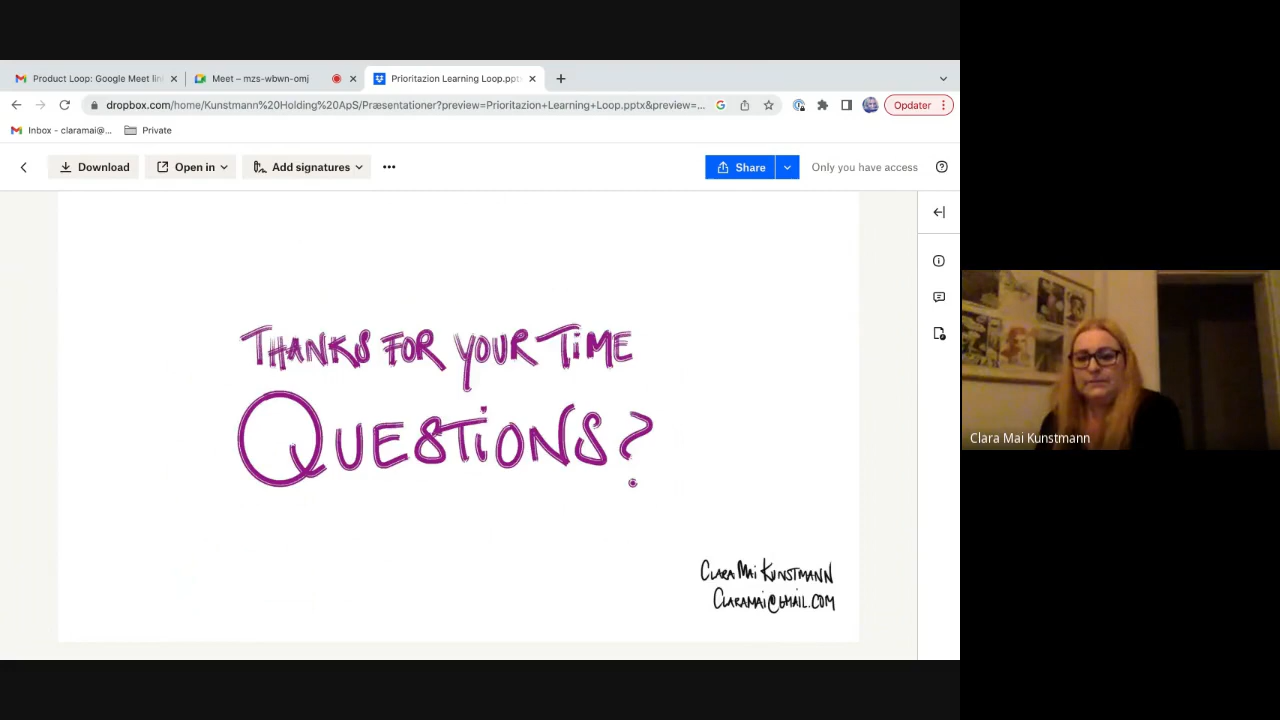 Product Loop: Google Meet lin
Meet – mzs-wbwn-omj
Prioritazion Learning Loop.ppt
dropbox.com/home/Kunstmann%20Holding%20ApS/Præsentationer?preview=Prioritazion+Learning+Loop.pptx&preview=...
Opdater
Inbox - claramai@...
Private
Download
Open in
Add signatures
Share
Only you have access
THANKS FOR YOUR TiME
QUESTiONS?
CLARA MAi KUNSTMANN
CLARAMAi@GMAiL.COM
Clara Mai Kunstmann